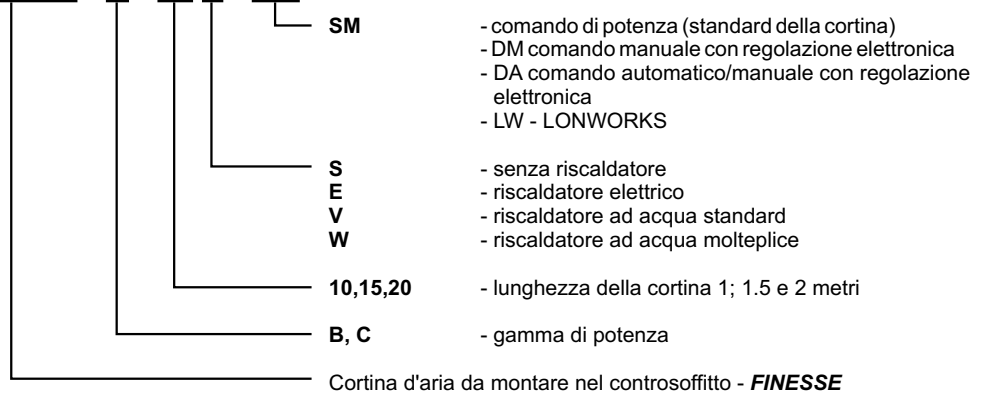 SM - comando di potenza (standard della cortina)
- DM comando manuale con regolazione elettronica
- DA comando automatico/manuale con regolazione
elettronica
- LW - LONWORKS
S - senza riscaldatore
E - riscaldatore elettrico
V - riscaldatore ad acqua standard
W - riscaldatore ad acqua molteplice
10,15,20 - lunghezza della cortina 1; 1.5 e 2 metri
B, C - gamma di potenza
Cortina d'aria da montare nel controsoffitto - FINESSE